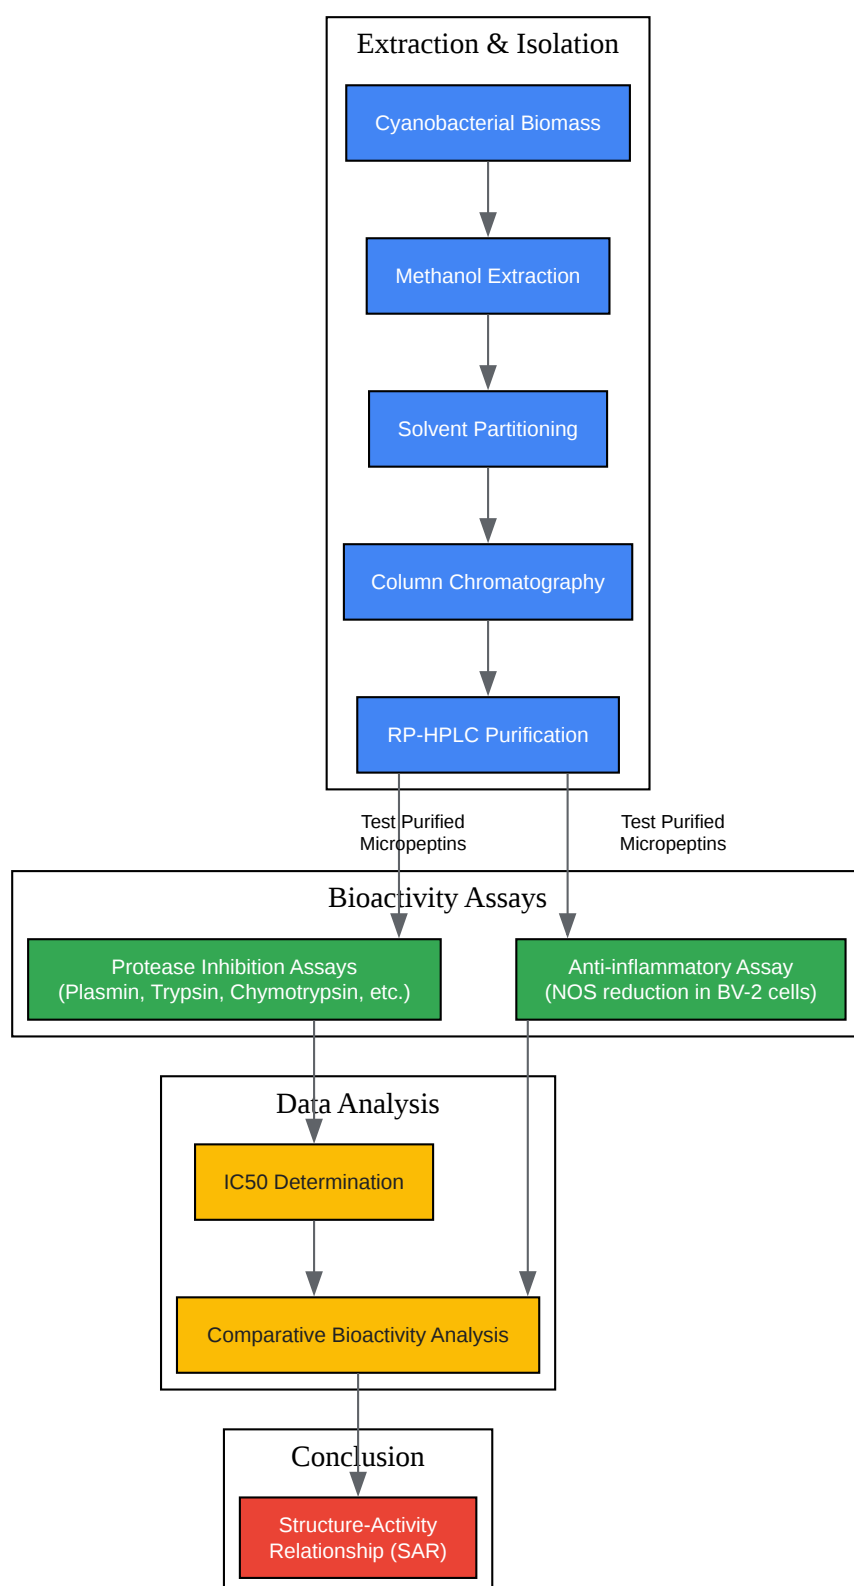 Extraction & Isolation
Cyanobacterial Biomass
Methanol Extraction
Solvent Partitioning
Column Chromatography
RP-HPLC Purification
Test Purified
Micropeptins
Test Purified
Micropeptins
Bioactivity Assays
Protease Inhibition Assays
(Plasmin, Trypsin, Chymotrypsin, etc.)
Anti-inflammatory Assay
(NOS reduction in BV-2 cells)
Data Analysis
IC50 Determination
Comparative Bioactivity Analysis
Conclusion
Structure-Activity
Relationship (SAR)